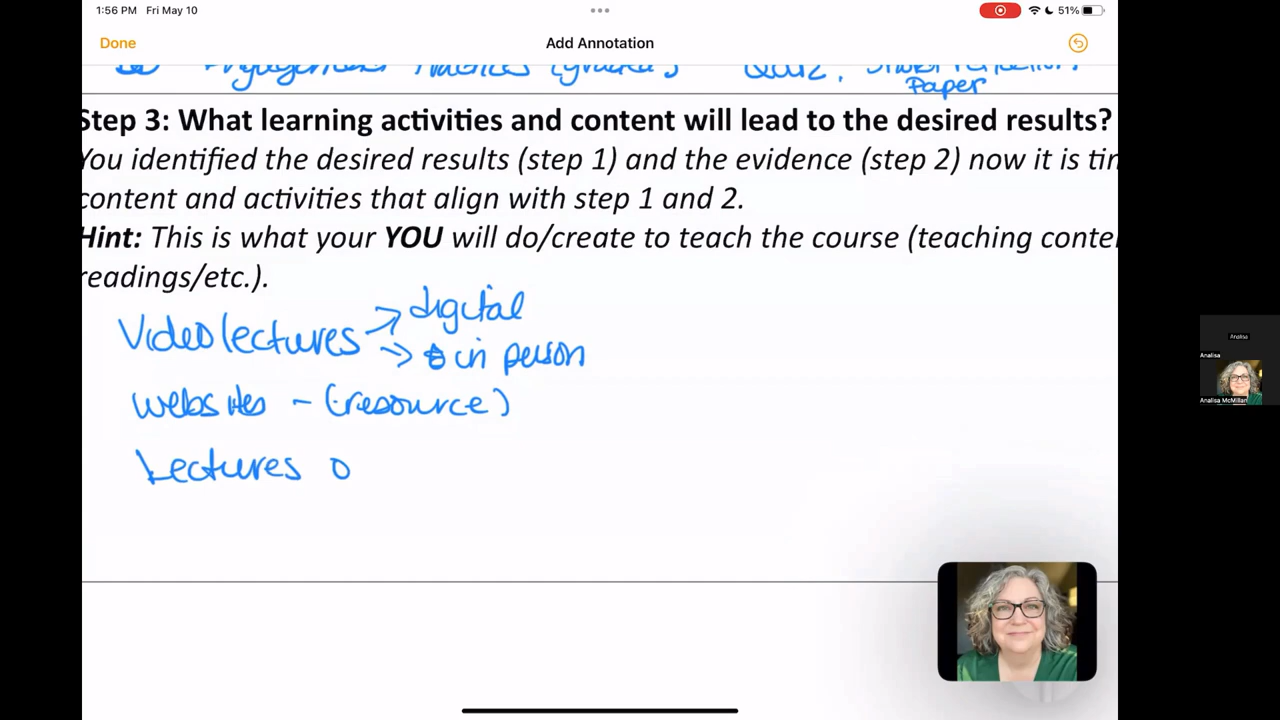 1:56 PM Fri May 10
51%
Done
Add Annotation
Practices
Quiz,
Paper
Step 3: What learning activities and content will lead to the desired results?
You identified the desired results (step 1) and the evidence (step 2) now it is tin
content and activities that align with step 1 and 2.
Hint: This is what your YOU will do/create to teach the course (teaching conte
readings/etc.).
Video lectures → digital
→ in person
websites - (resource)
Lectures o
Analisa
Analisa
Analisa McMillan